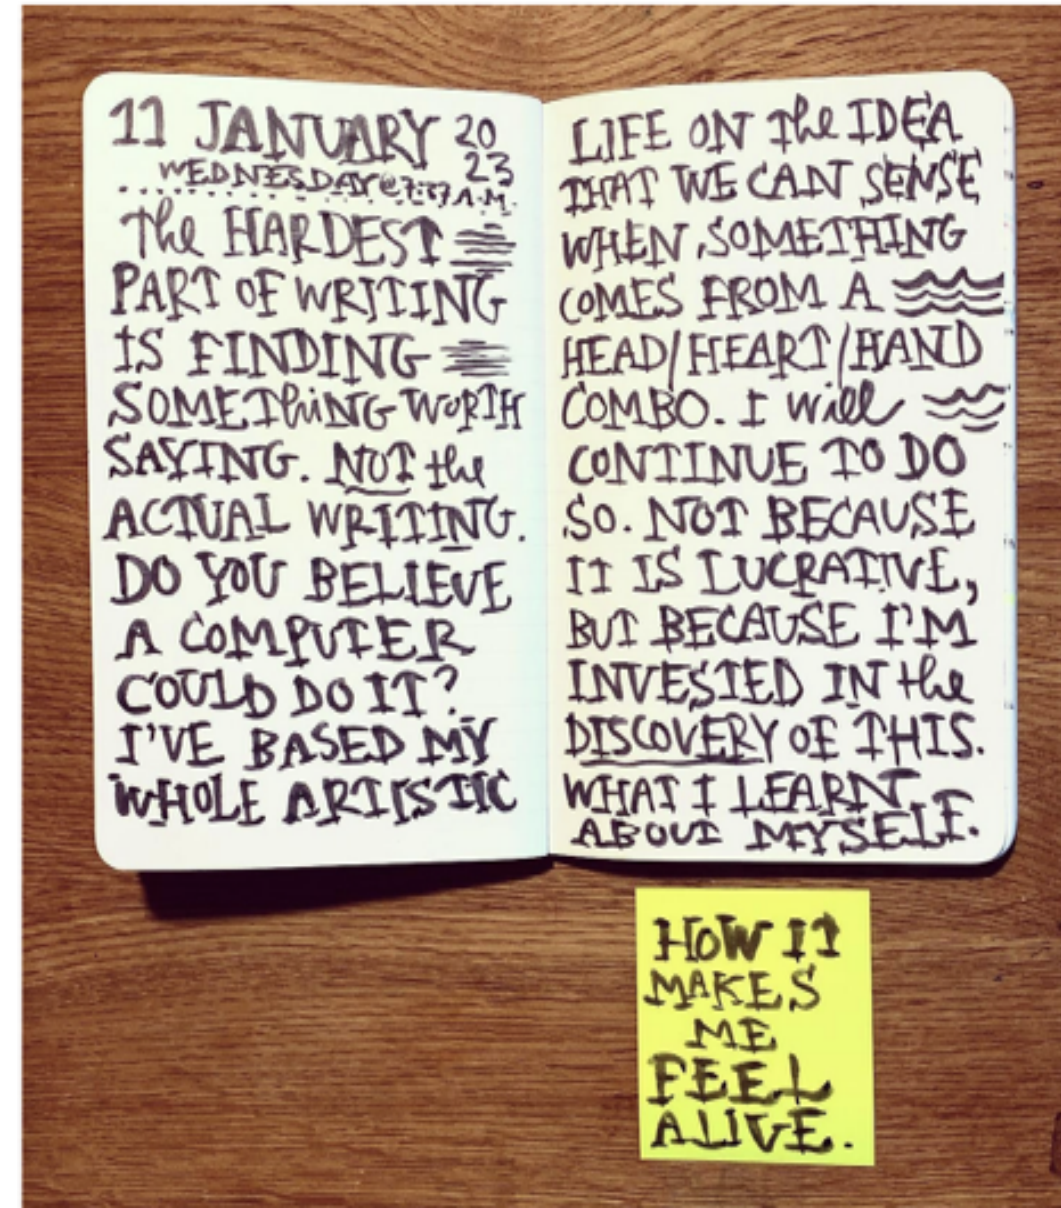 11 JANUARY 20
23
WEDNESDAY@7:37 A.M.
The HARDEST
PART OF WRITING
IS FINDING
SOMEThiNG WORTH
SAYING. NOT the
ACTUAL WRITING.
DO YOU BELIEVE
A COMPUTER
COULD DO IT?
I'VE BASED MY
WHOLE ARTISTIC
LIFE ON The IDEA
THAT WE CAN SENSE
WHEN SOMETHING
COMES FROM A
HEAD/HEART/HAND
COMBO. I will
CONTINUE TO DO
SO. NOT BECAUSE
IT IS LUCRATIVE,
BUT BECAUSE I'M
INVESTED IN the
DISCOVERY OF THIS.
WHAT I LEARN
ABOUT MYSELF.
HOW IT
MAKES
ME
FEEL
ALIVE.